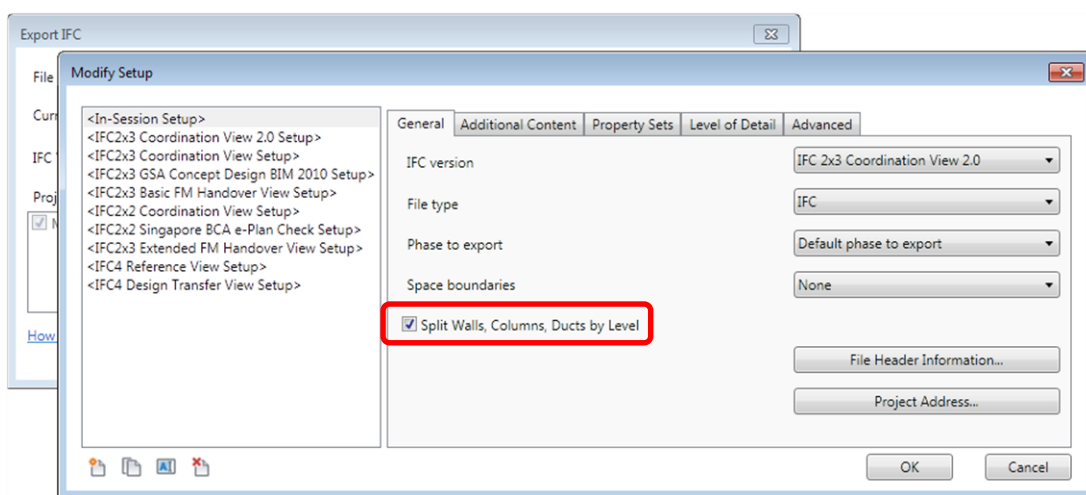 Export IFC
File
Modify Setup
Curr
IFC
Proj
How
<In-Session Setup>
<IFC2x3 Coordination View 2.0 Setup>
<IFC2x3 Coordination View Setup>
<IFC2x3 GSA Concept Design BIM 2010 Setup>
<IFC2x3 Basic FM Handover View Setup>
<IFC2x2 Coordination View Setup>
<IFC2x2 Singapore BCA e-Plan Check Setup>
<IFC2x3 Extended FM Handover View Setup>
<IFC4 Reference View Setup>
<IFC4 Design Transfer View Setup>
General Additional Content Property Sets Level of Detail Advanced
IFC version IFC 2x3 Coordination View 2.0
File type IFC
Phase to export Default phase to export
Space boundaries None
Split Walls, Columns, Ducts by Level
File Header Information...
Project Address...
AI
OK Cancel